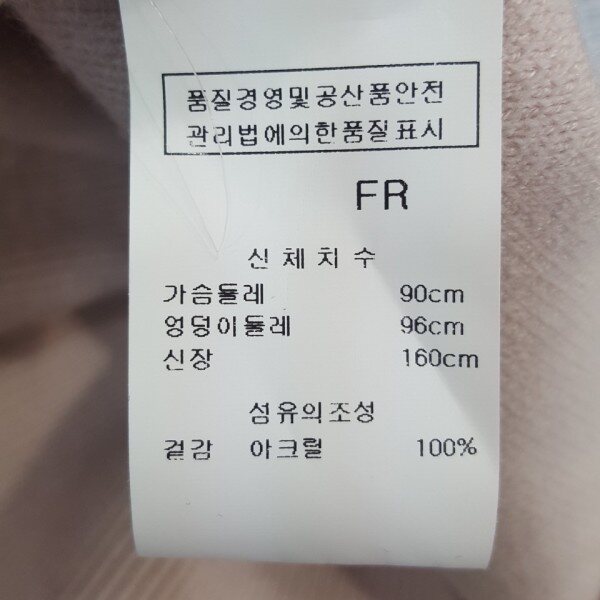 품질경영및공산품안전
관리법에의한품질표시
FR
신체치수
가슴둘레 90cm
엉덩이둘레 96cm
신장 160cm
섬유의조성
겉감 아크릴 100%